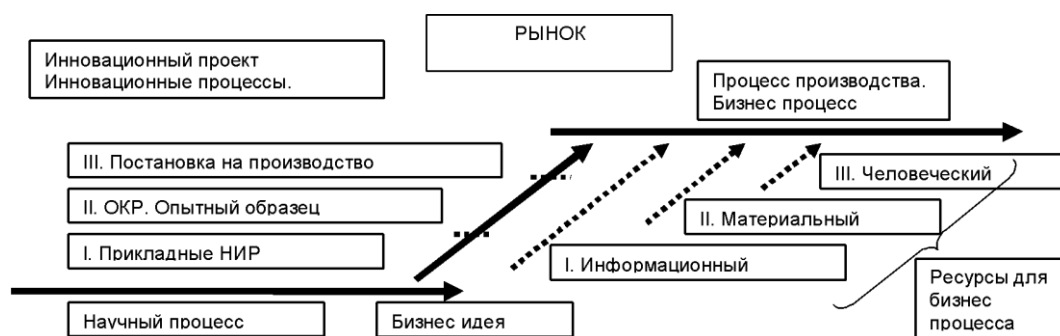 РЫНОК
Инновационный проект
Инновационные процессы.
Процесс производства.
Бизнес процесс
III. Постановка на производство
III. Человеческий
II. ОКР. Опытный образец
II. Материальный
I. Прикладные НИР
I. Информационный
Ресурсы для
бизнес
процесса
Научный процесс
Бизнес идея